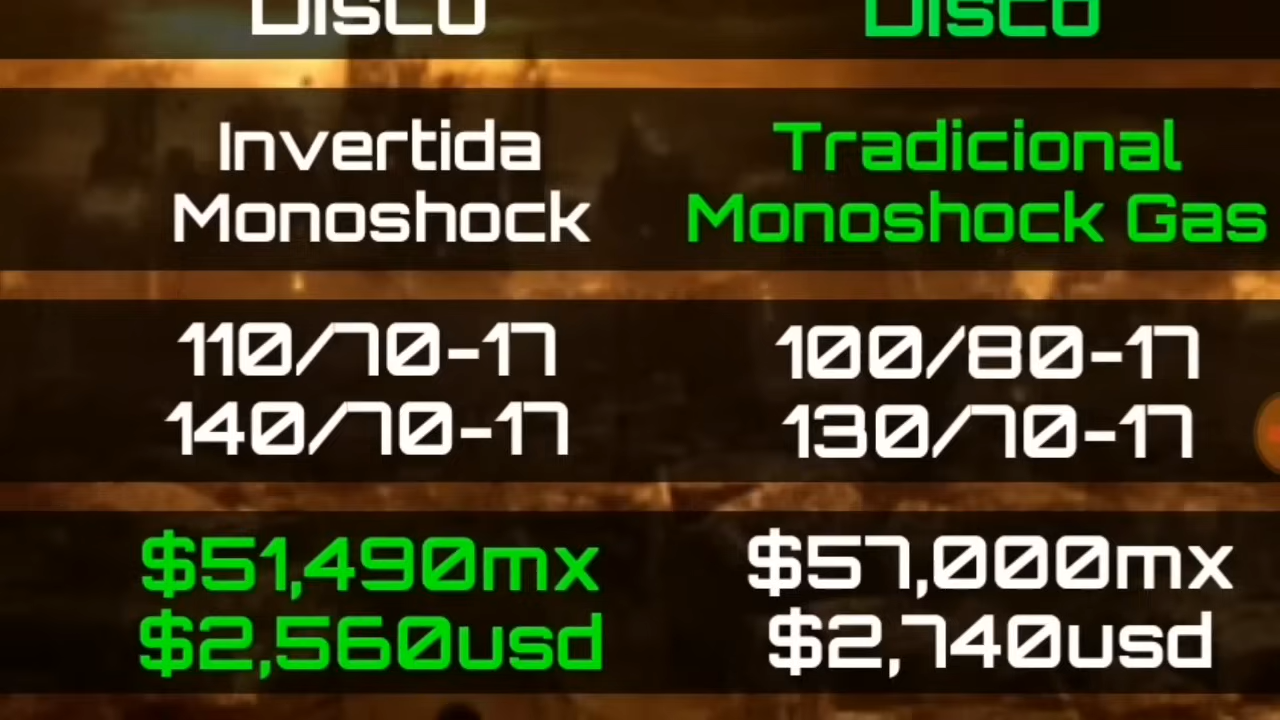 Disco Disco
Invertida Tradicional
Monoshock Monoshock Gas
110/70-17 100/80-17
140/70-17 130/70-17
$51,490mx $57,000mx
$2,560usd $2,740usd